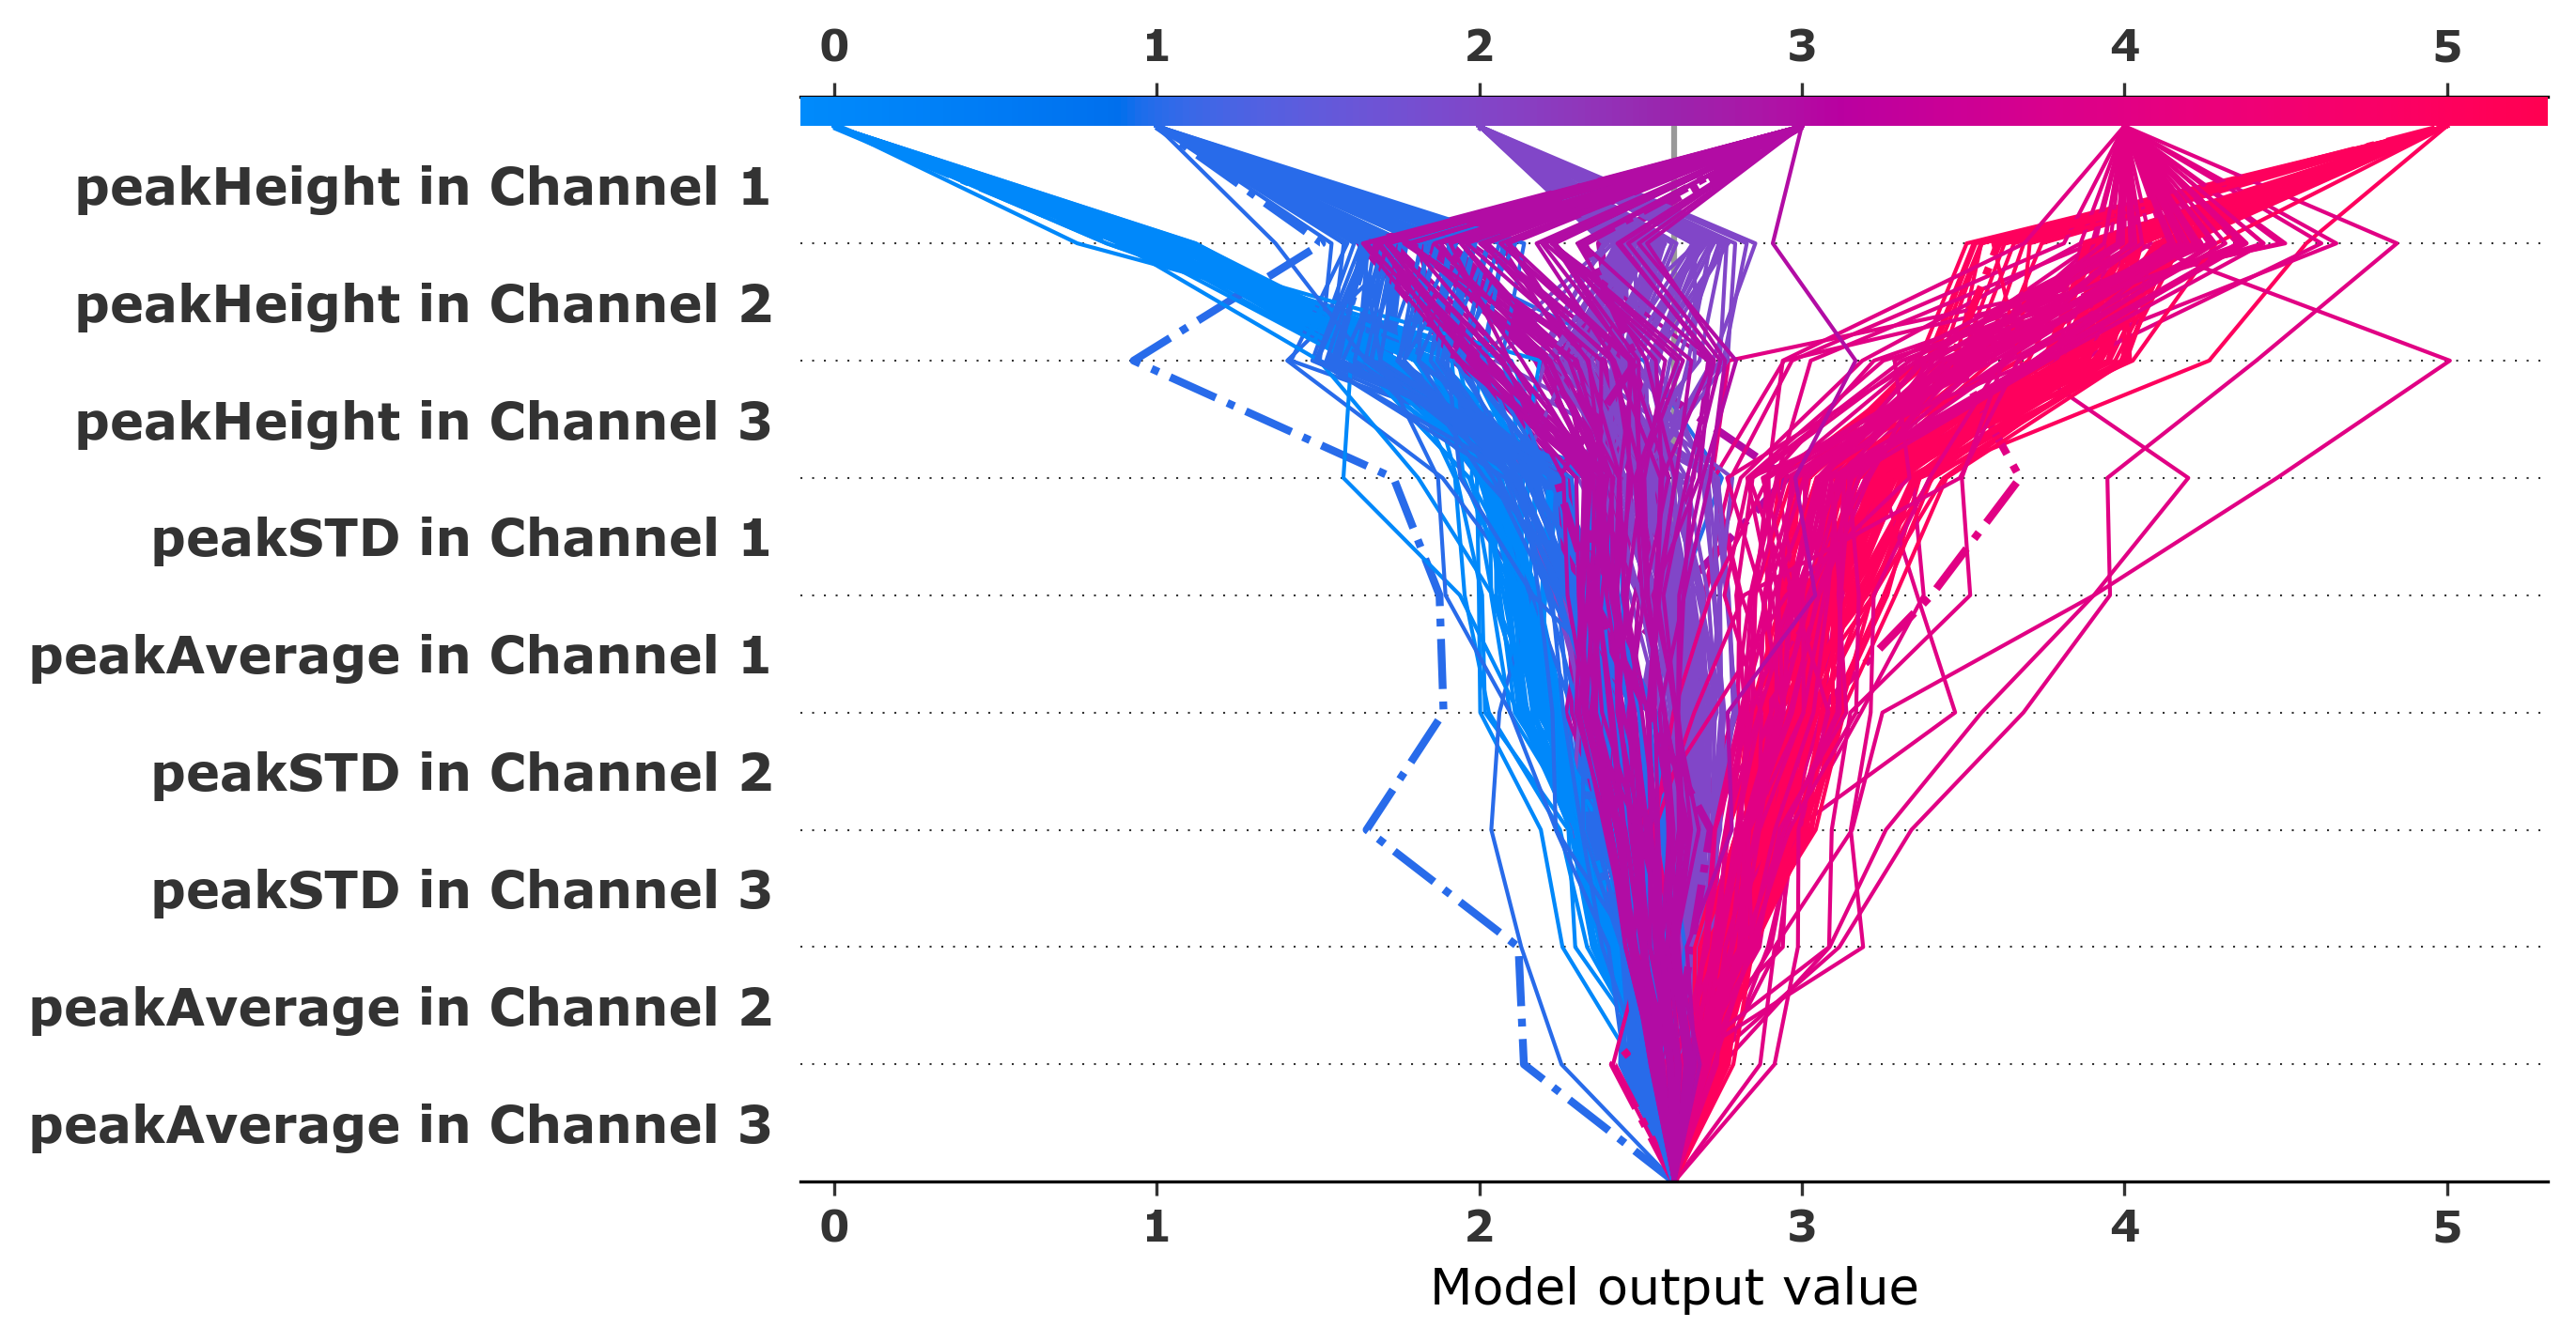 0 1 2 3 4 5
peakHeight in Channel 1
peakHeight in Channel 2
peakHeight in Channel 3
peakSTD in Channel 1
peakAverage in Channel 1
peakSTD in Channel 2
peakSTD in Channel 3
peakAverage in Channel 2
peakAverage in Channel 3
0 1 2 3 4 5
Model output value